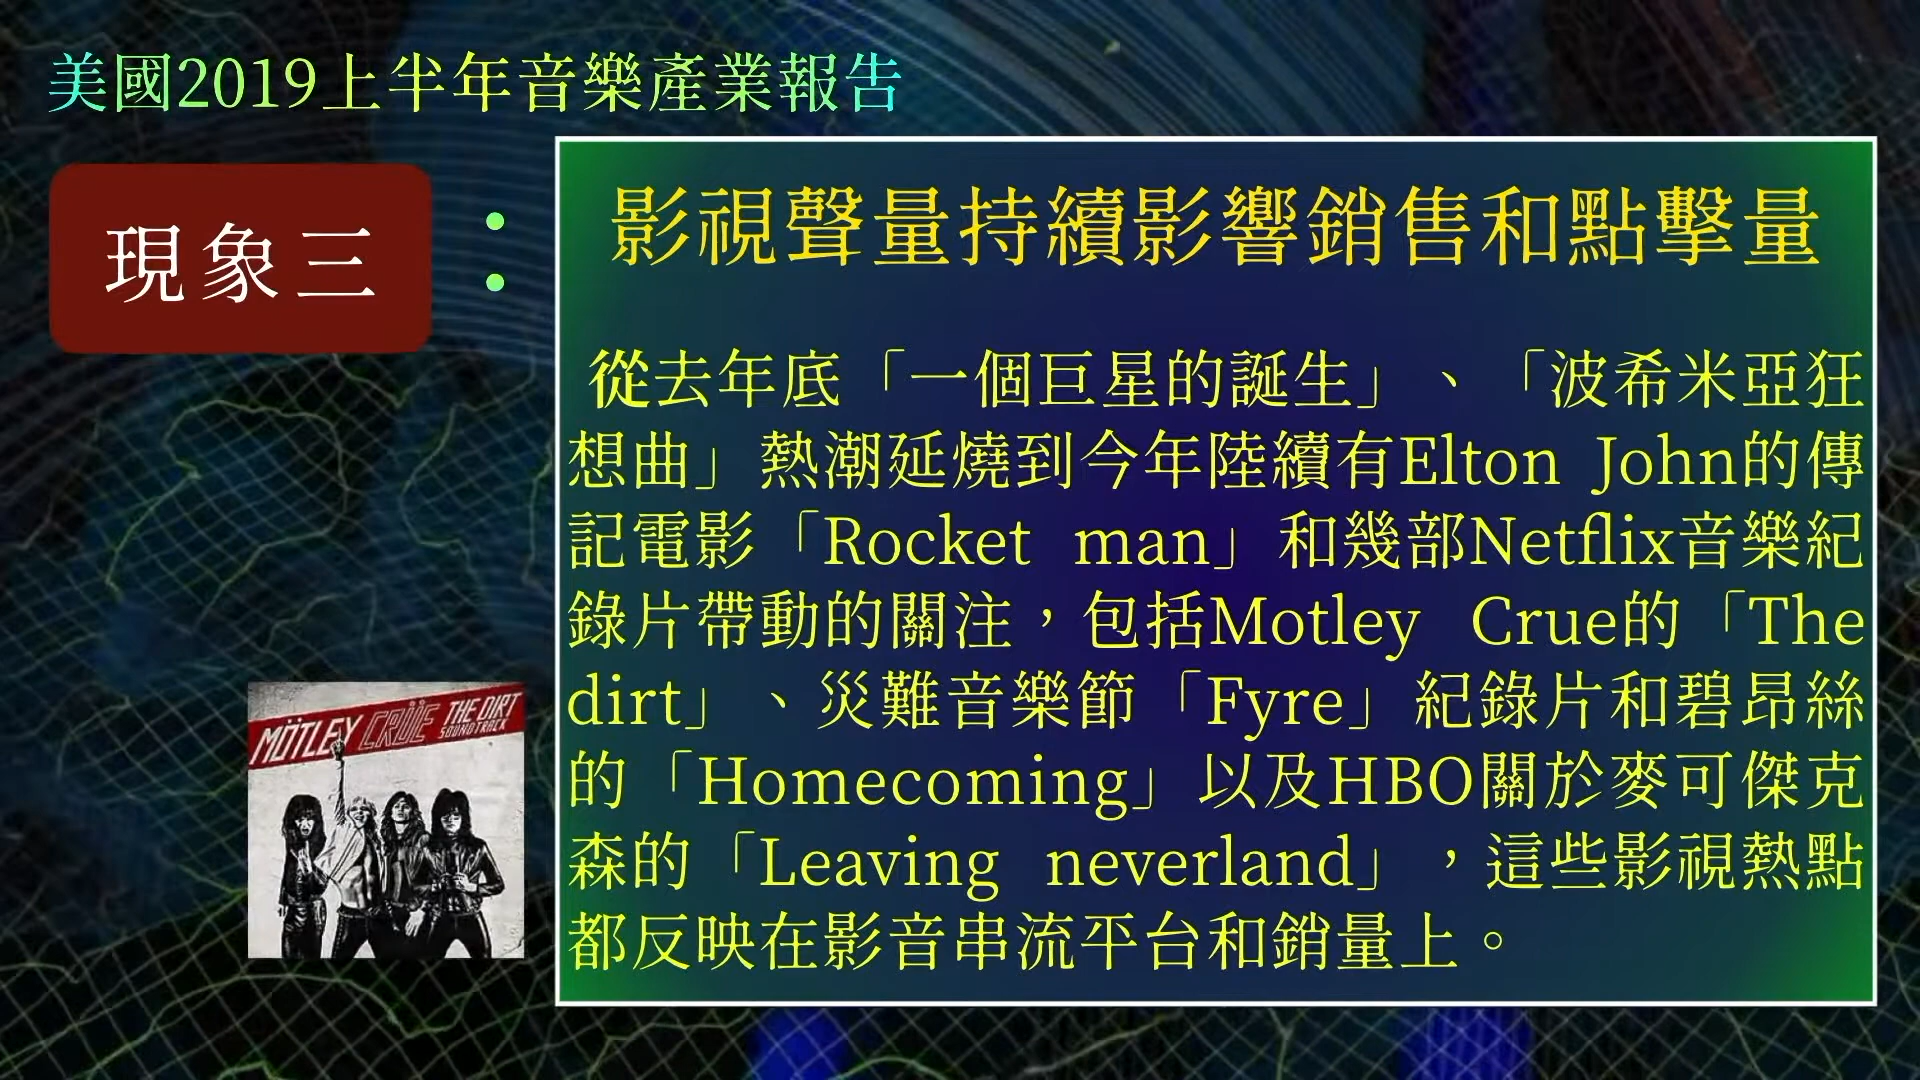 美國2019上半年音樂產業報告
現象三
：
影視聲量持續影響銷售和點擊量
從去年底「一個巨星的誕生」、「波希米亞狂
想曲」熱潮延燒到今年陸續有Elton John的傳
記電影「Rocket man」和幾部Netflix音樂紀
錄片帶動的關注，包括Motley Crue的「The
dirt」、災難音樂節「Fyre」紀錄片和碧昂絲
的「Homecoming」以及HBO關於麥可傑克
森的「Leaving neverland」，這些影視熱點
都反映在影音串流平台和銷量上。
MÖTLEY CRÜE THE DIRT
SOUNDTRACK